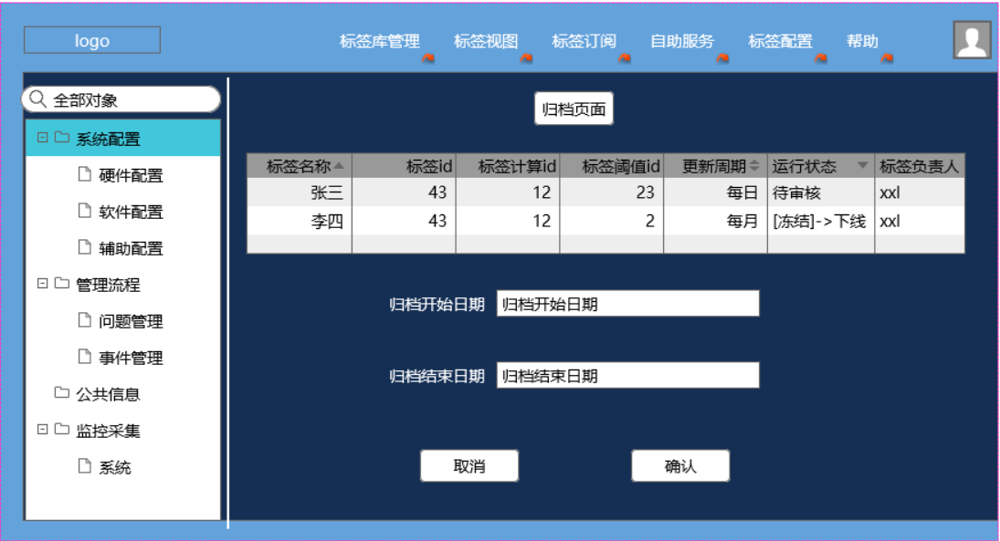 logo 标签库管理 标签视图 标签订阅 自助服务 标签配置 帮助
全部对象
系统配置
硬件配置
软件配置
辅助配置
管理流程
问题管理
事件管理
公共信息
监控采集
系统
归档页面
标签名称 标签id 标签计算id 标签阈值id 更新周期 运行状态 标签负责人
张三 43 12 23 每日 待审核 xxl
李四 43 12 2 每月 [冻结]->下线 xxl
归档开始日期 归档开始日期
归档结束日期 归档结束日期
取消 确认